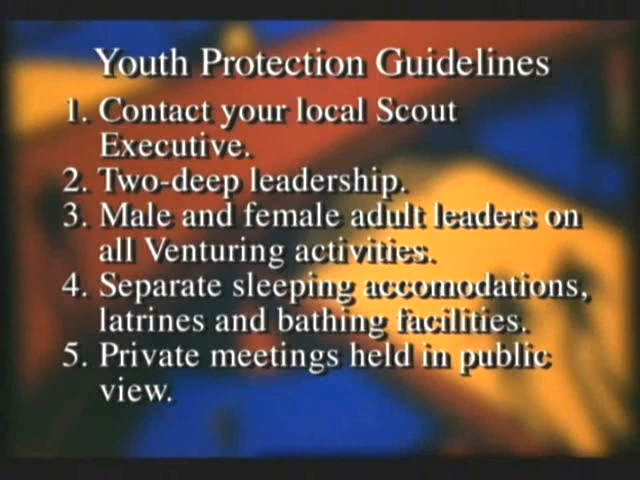 Youth Protection Guidelines
1. Contact your local Scout
Executive.
2. Two-deep leadership.
3. Male and female adult leaders on
all Venturing activities.
4. Separate sleeping accomodations,
latrines and bathing facilities.
5. Private meetings held in public
view.